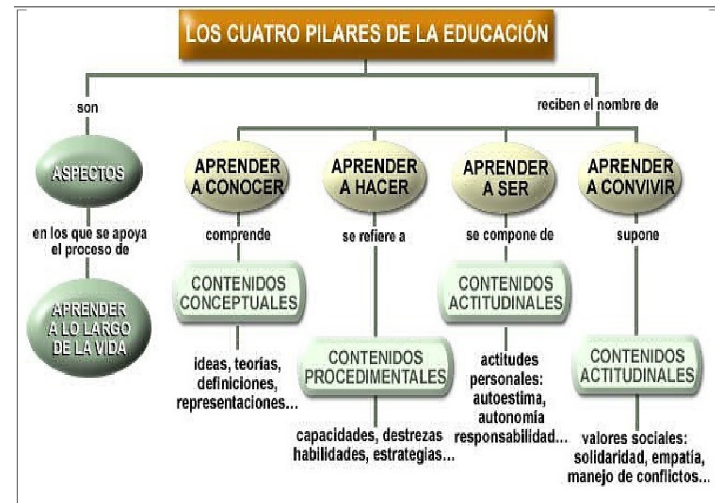 LOS CUATRO PILARES DE LA EDUCACIÓN
son
reciben el nombre de
ASPECTOS
en los que se apoya
el proceso de
APRENDER
A LO LARGO
DE LA VIDA
APRENDER
A CONOCER
comprende
CONTENIDOS
CONCEPTUALES
ideas, teorías,
definiciones,
representaciones...
APRENDER
A HACER
se refiere a
CONTENIDOS
PROCEDIMENTALES
capacidades, destrezas
habilidades, estrategias...
APRENDER
A SER
se compone de
CONTENIDOS
ACTITUDINALES
actitudes
personales:
autoestima,
autonomía
responsabilidad...
APRENDER
A CONVIVIR
supone
CONTENIDOS
ACTITUDINALES
valores sociales:
solidaridad, empatía,
manejo de conflictos...